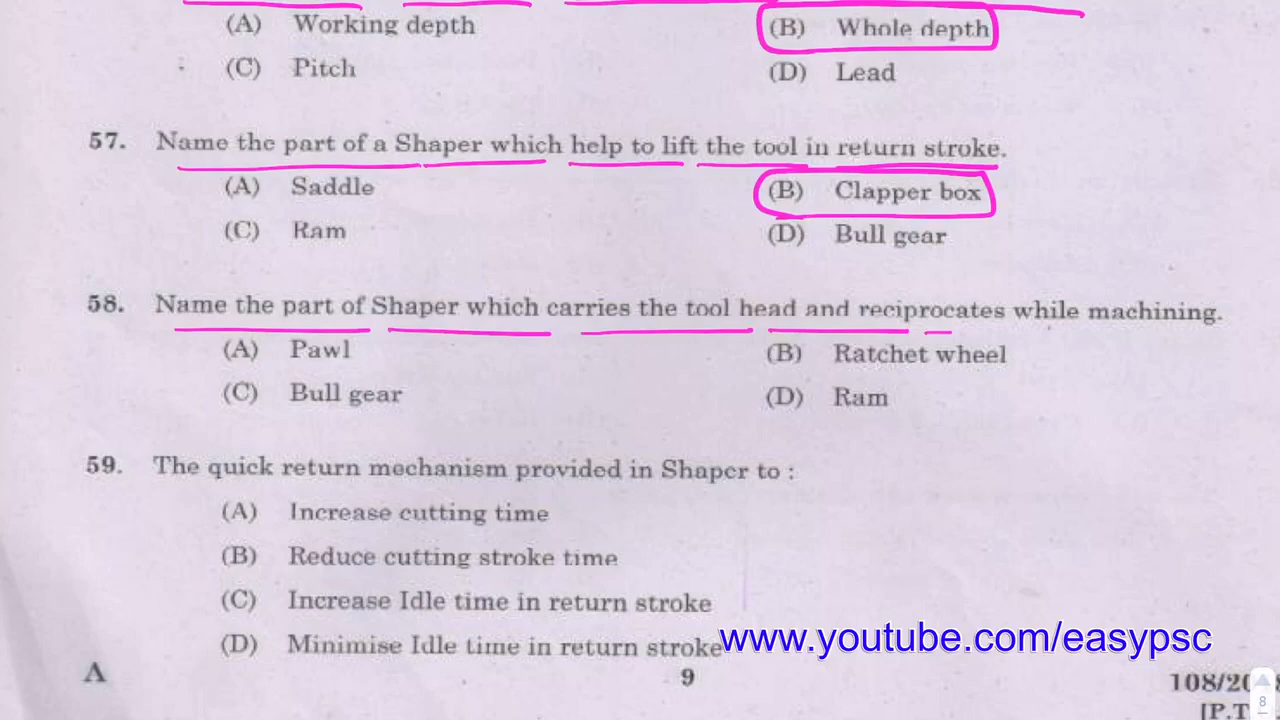 (A) Working depth (B) Whole depth
(C) Pitch (D) Lead
57. Name the part of a Shaper which help to lift the tool in return stroke.
(A) Saddle (B) Clapper box
(C) Ram (D) Bull gear
58. Name the part of Shaper which carries the tool head and reciprocates while machining.
(A) Pawl (B) Ratchet wheel
(C) Bull gear (D) Ram
59. The quick return mechanism provided in Shaper to :
(A) Increase cutting time
(B) Reduce cutting stroke time
(C) Increase Idle time in return stroke
(D) Minimise Idle time in return stroke
www.youtube.com/easypsc
A 9
8
[P.T